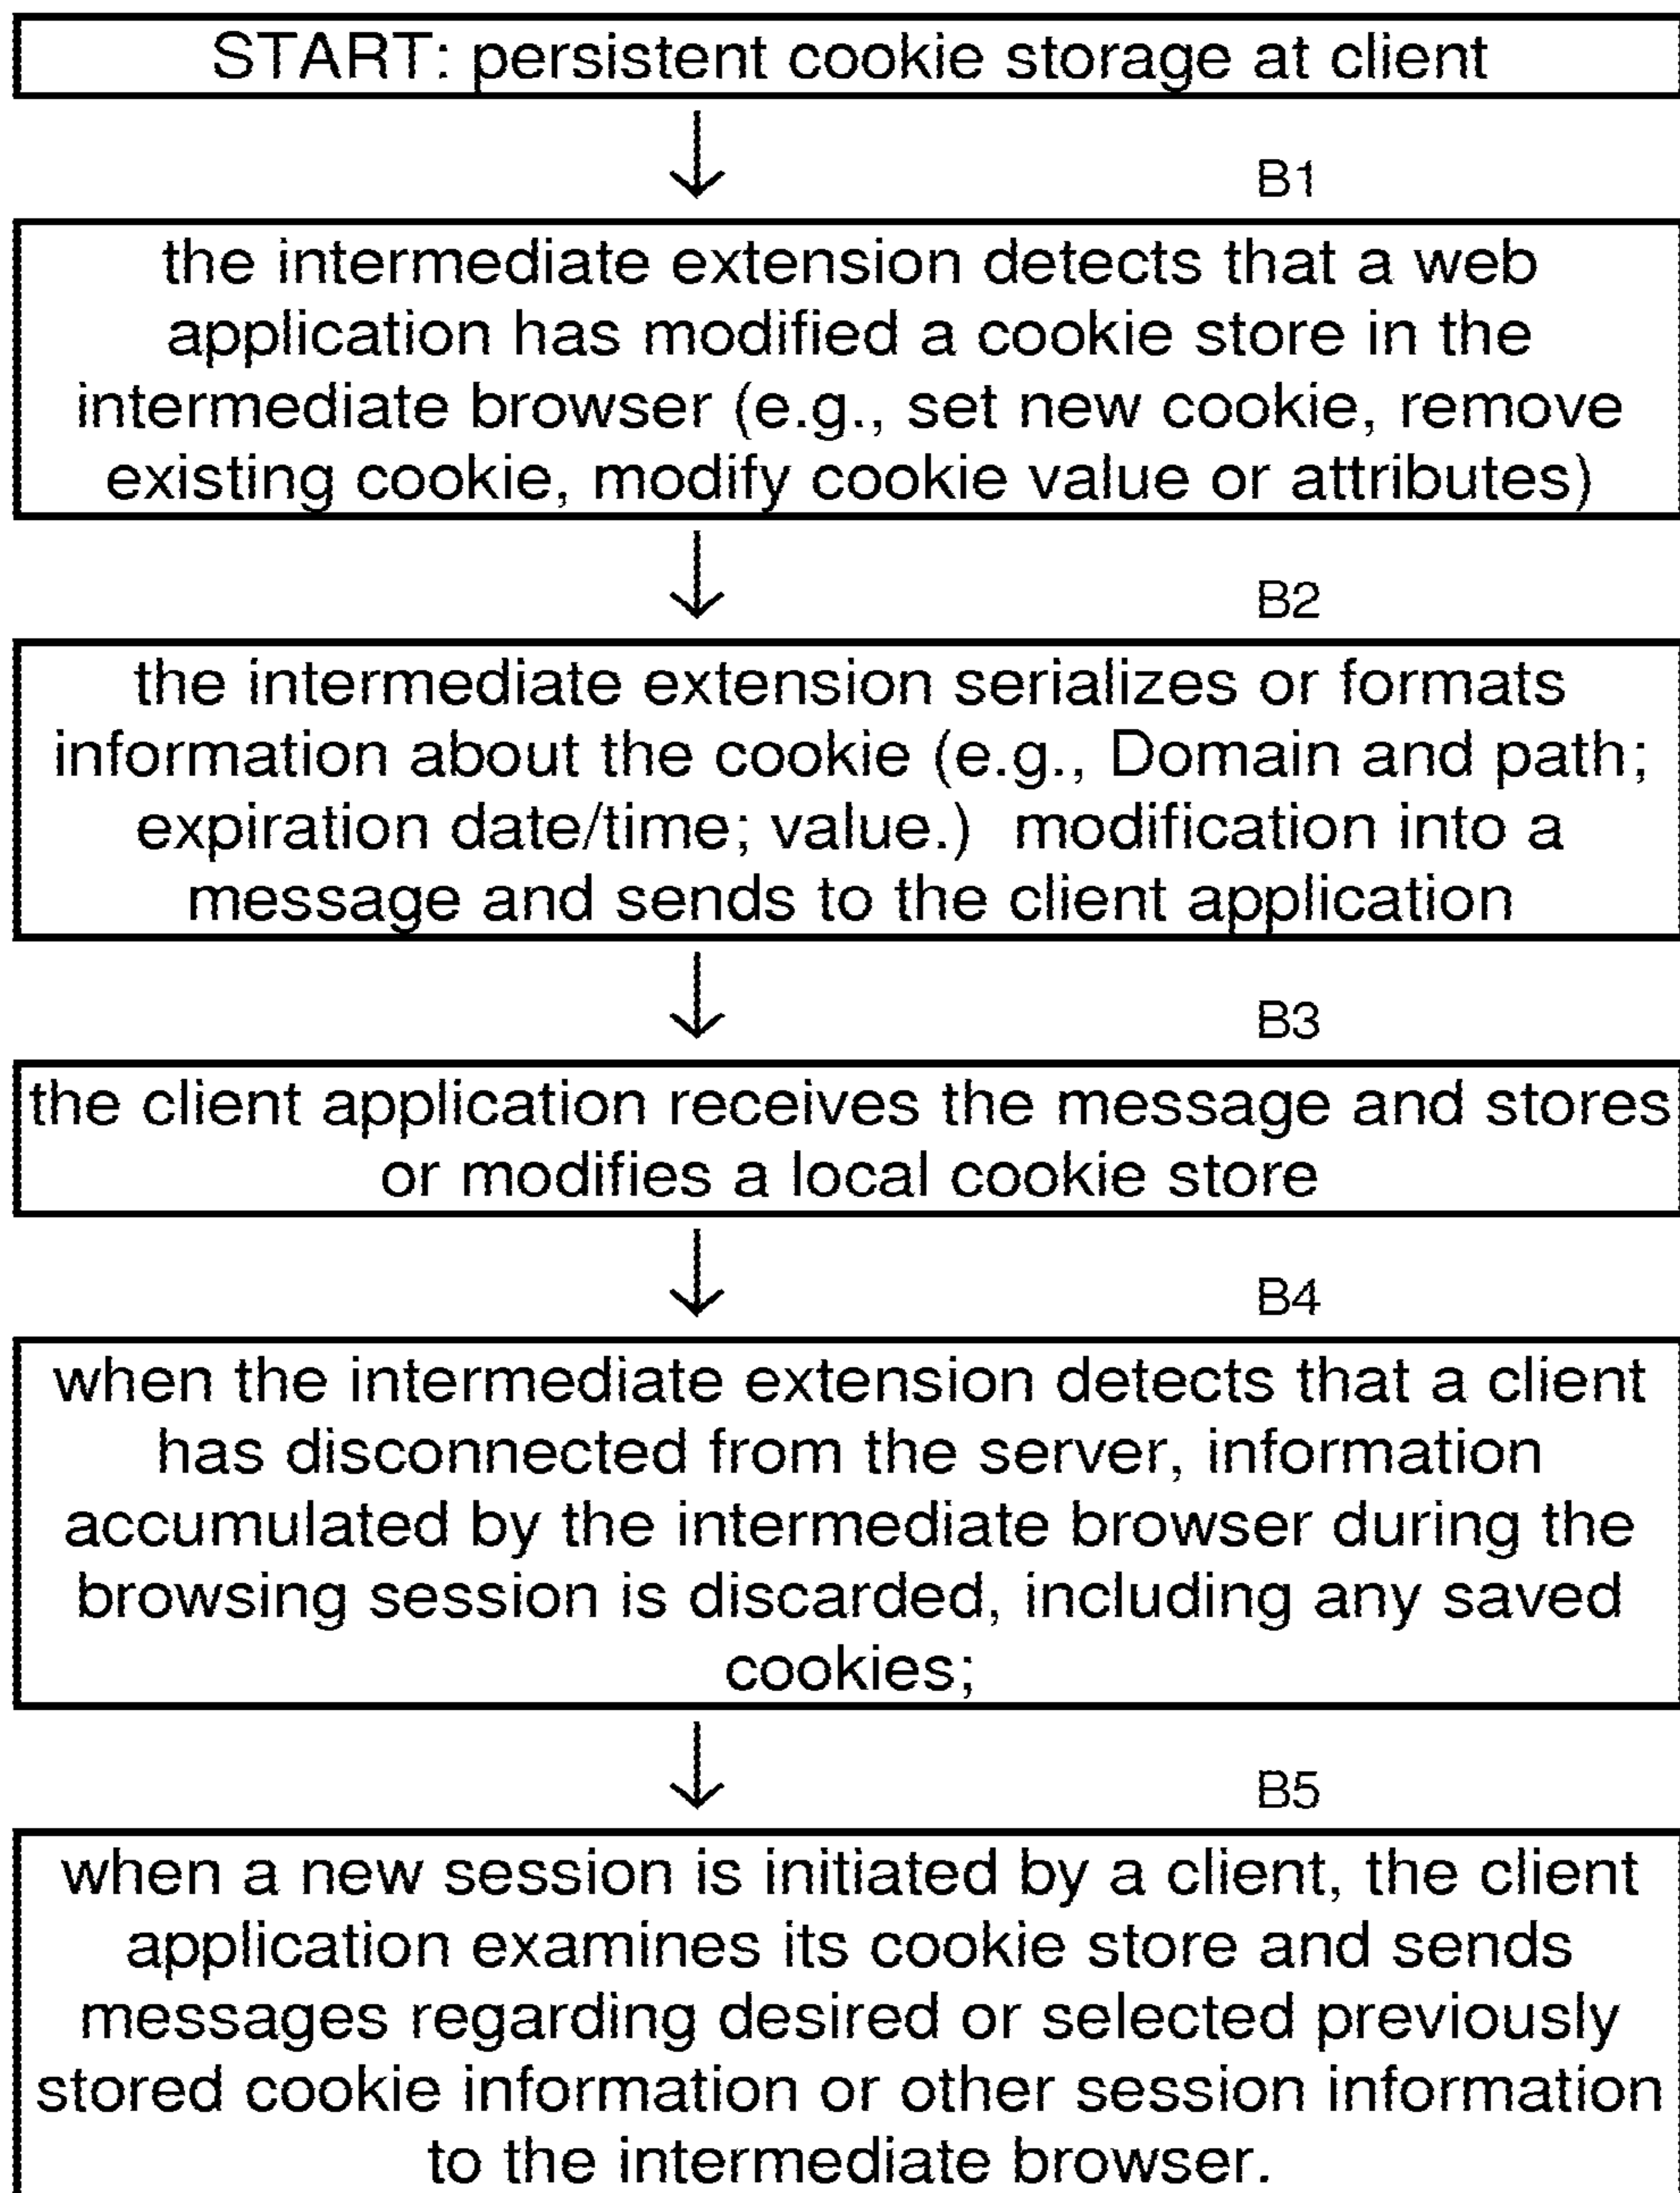 START: persistent cookie storage at client
B1
the intermediate extension detects that a web
application has modified a cookie store in the
intermediate browser (e.g., set new cookie, remove
existing cookie, modify cookie value or attributes)
B2
the intermediate extension serializes or formats
information about the cookie (e.g., Domain and path;
expiration date/time; value.) modification into a
message and sends to the client application
B3
the client application receives the message and stores
or modifies a local cookie store
B4
when the intermediate extension detects that a client
has disconnected from the server, information
accumulated by the intermediate browser during the
browsing session is discarded, including any saved
cookies;
B5
when a new session is initiated by a client, the client
application examines its cookie store and sends
messages regarding desired or selected previously
stored cookie information or other session information
to the intermediate browser.